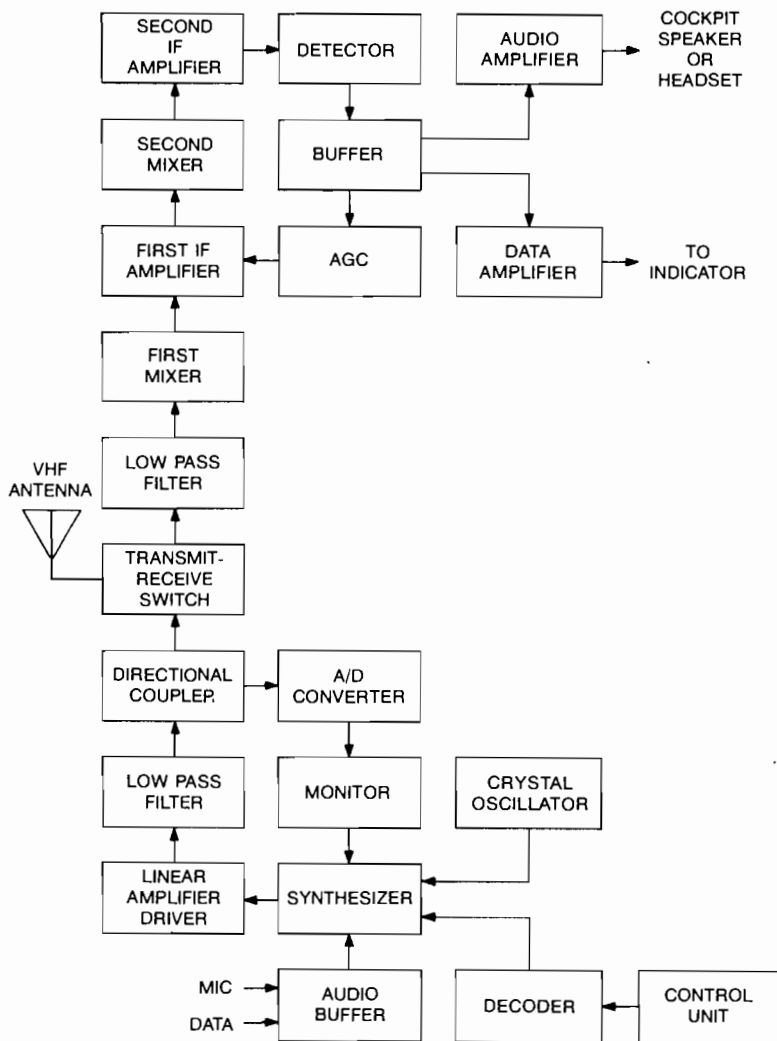 SECOND
IF
AMPLIFIER
DETECTOR
AUDIO
AMPLIFIER
COCKPIT
SPEAKER
OR
HEADSET
SECOND
MIXER
BUFFER
FIRST IF
AMPLIFIER
AGC
DATA
AMPLIFIER
TO
INDICATOR
FIRST
MIXER
LOW PASS
FILTER
VHF
ANTENNA
TRANSMIT-
RECEIVE
SWITCH
DIRECTIONAL
COUPLEP.
A/D
CONVERTER
LOW PASS
FILTER
MONITOR
CRYSTAL
OSCILLATOR
LINEAR
AMPLIFIER
DRIVER
SYNTHESIZER
MIC
DATA
AUDIO
BUFFER
DECODER
CONTROL
UNIT